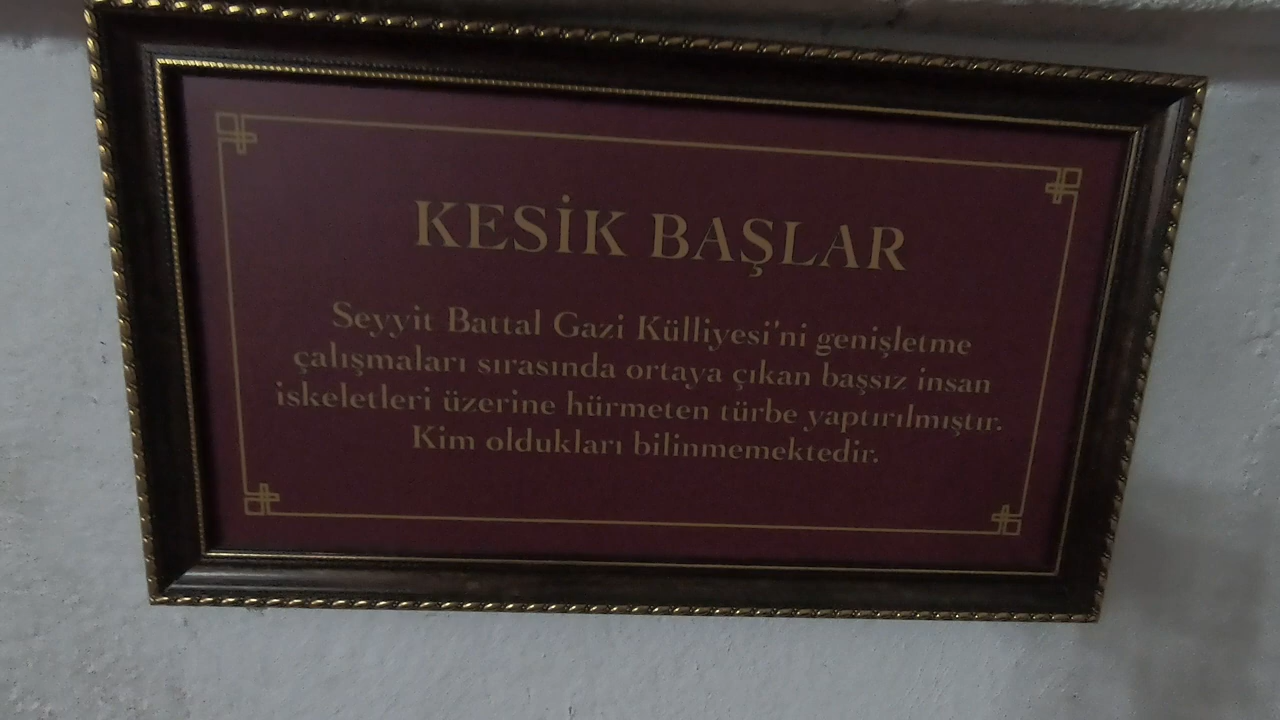 KESİK BAŞLAR
Seyyit Battal Gazi Külliyesi'ni genişletme
çalışmaları sırasında ortaya çıkan başsız insan
iskeletleri üzerine hürmeten türbe yaptırılmıştır.
Kim oldukları bilinmemektedir.